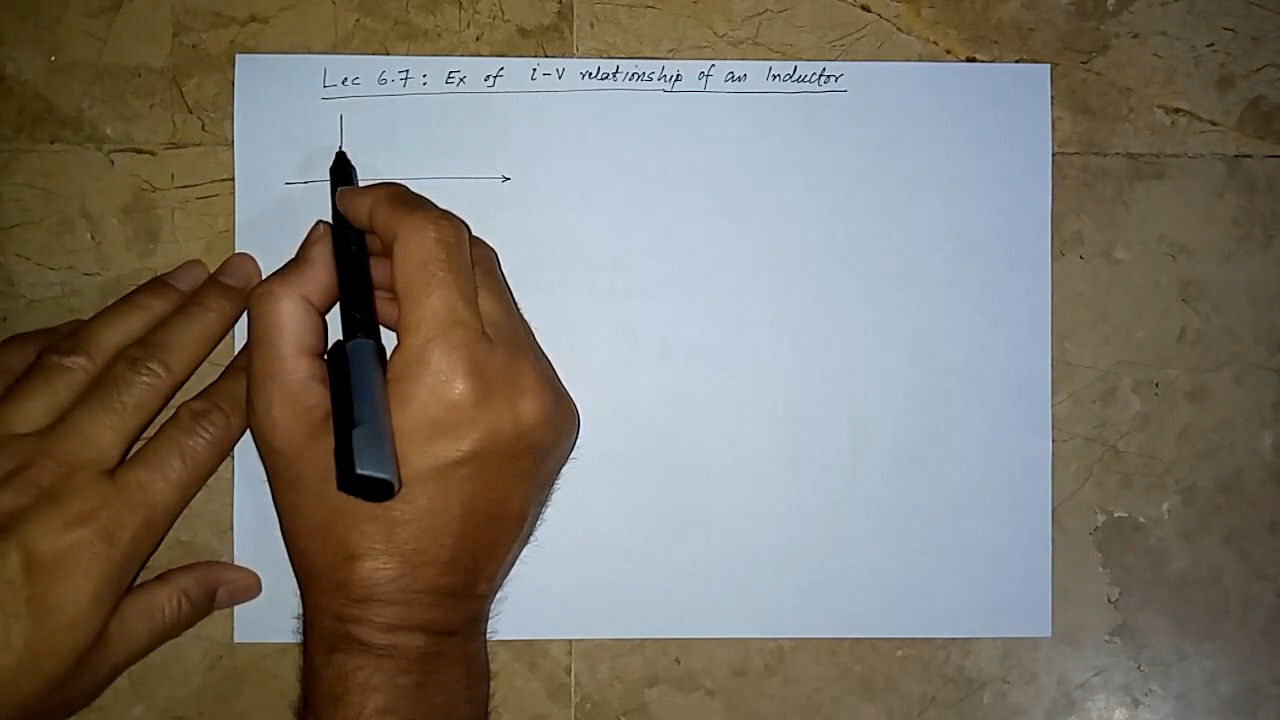 Lec 6.7: Ex of i-v relationship of an Inductor